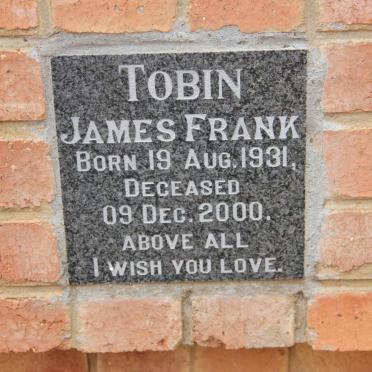 TOBIN
JAMES FRANK
BORN 19 AUG. 1931,
DECEASED
09 DEC. 2000.
ABOVE ALL
I WISH YOU LOVE.